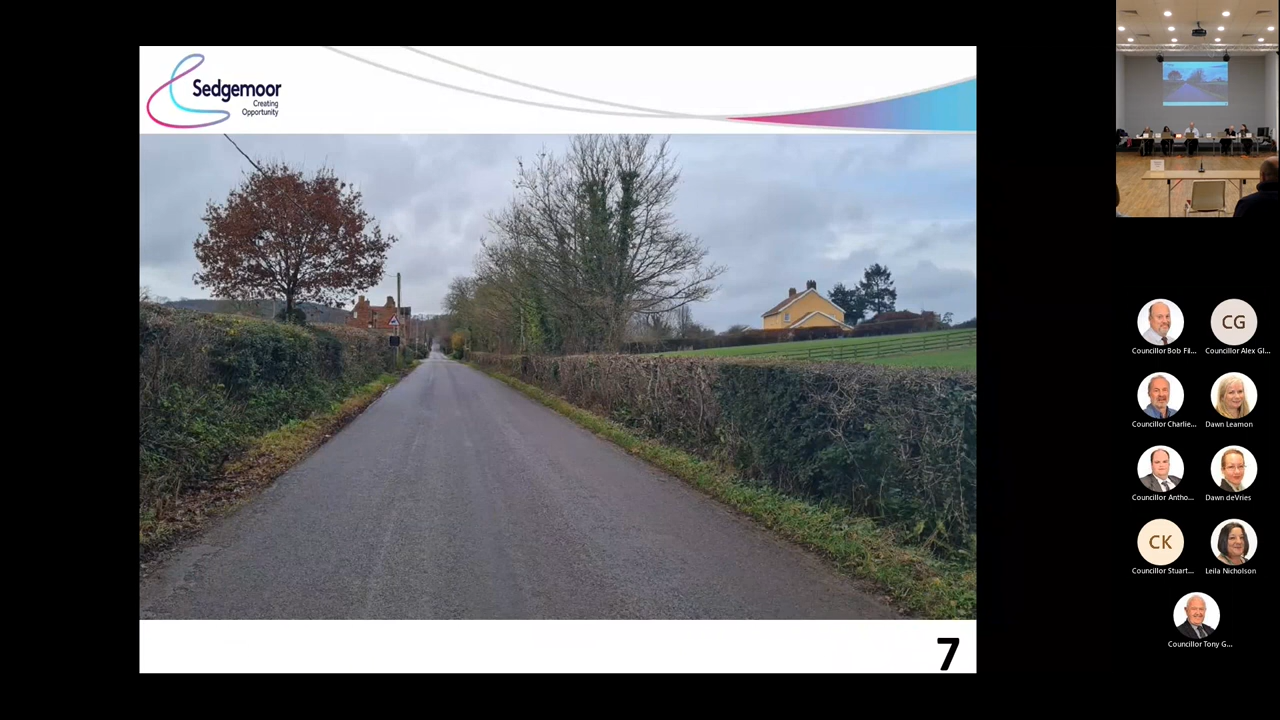 Sedgemoor
Creating
Opportunity
7
Councillor Bob Fil...
CG
Councillor Alex Gl...
Councillor Charlie...
Dawn Leamon
Councillor Antho...
Dawn deVries
CK
Councillor Stuart...
Leila Nicholson
Councillor Tony G...